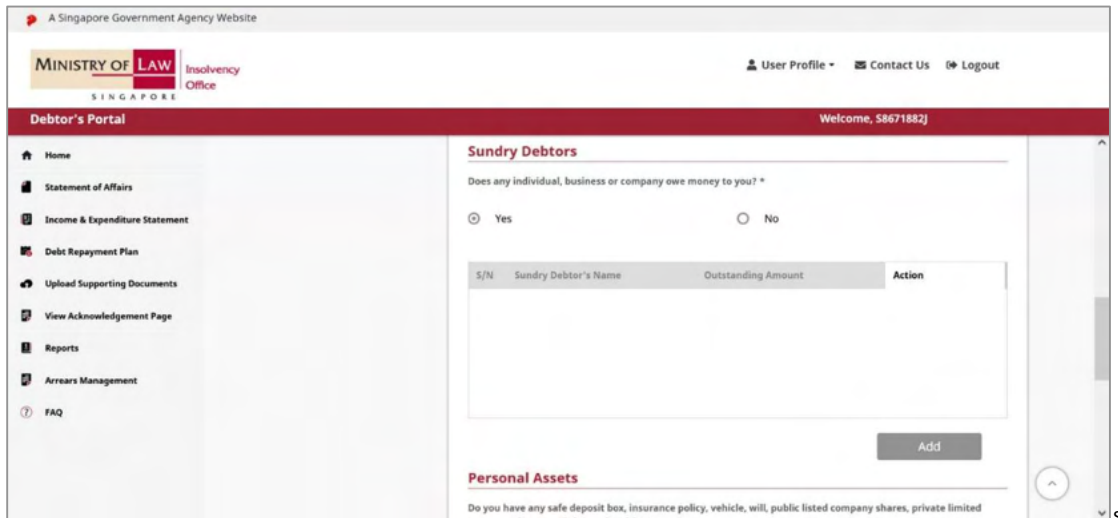 A Singapore Government Agency Website
MINISTRY OF LAW
SINGAPORE
Insolvency
Office
User Profile
Contact Us
Logout
Debtor's Portal
Welcome, S8671882J
Home
Statement of Affairs
Income & Expenditure Statement
Debt Repayment Plan
Upload Supporting Documents
View Acknowledgement Page
Reports
Arrears Management
FAQ
Sundry Debtors
Does any individual, business or company owe money to you? *
Yes No
S/N Sundry Debtor's Name Outstanding Amount Action
Add
Personal Assets
Do you have any safe deposit box, insurance policy, vehicle, will, public listed company shares, private limited